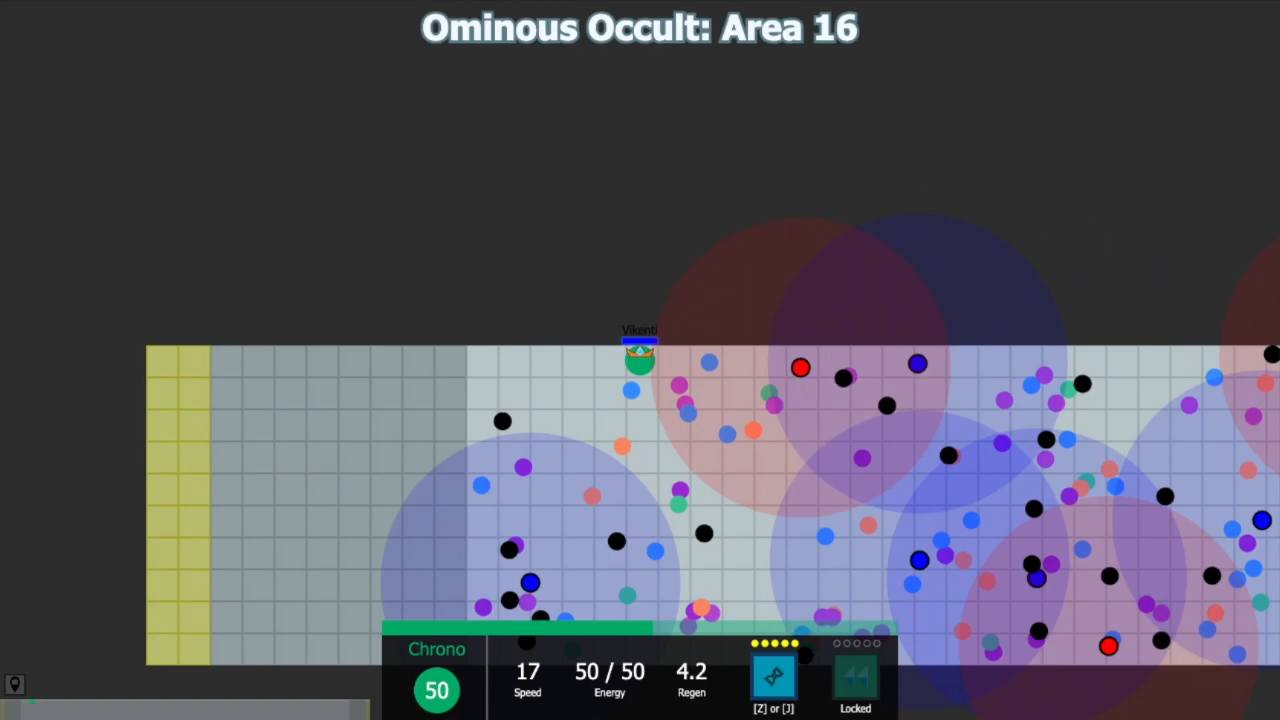 Ominous Occult: Area 16
Vikenti
Chrono
50
17
Speed
50 / 50
Energy
4.2
Regen
[Z] or [J]
Locked